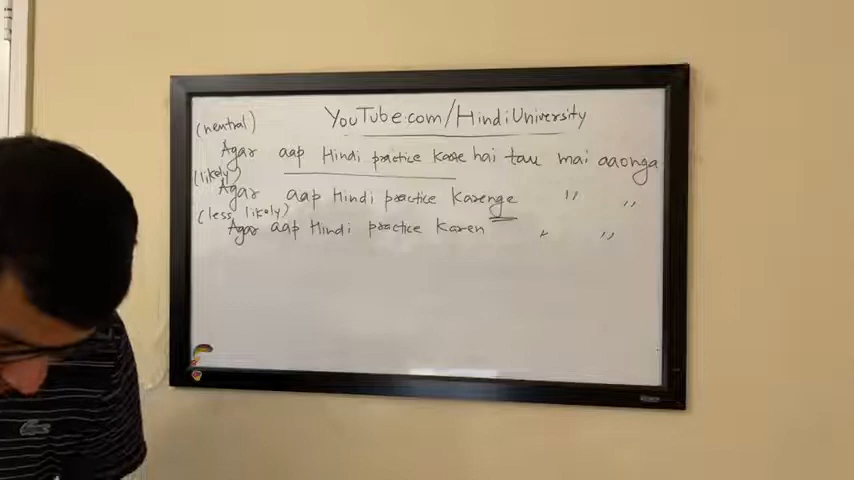 (neutral)
YouTube.com/HindiUniversity
Agar aap Hindi practice kare hai tau mai aaonga
(likely)
Agar aap Hindi practice karenge " "
(less likely)
Agar aap Hindi practice karen " "